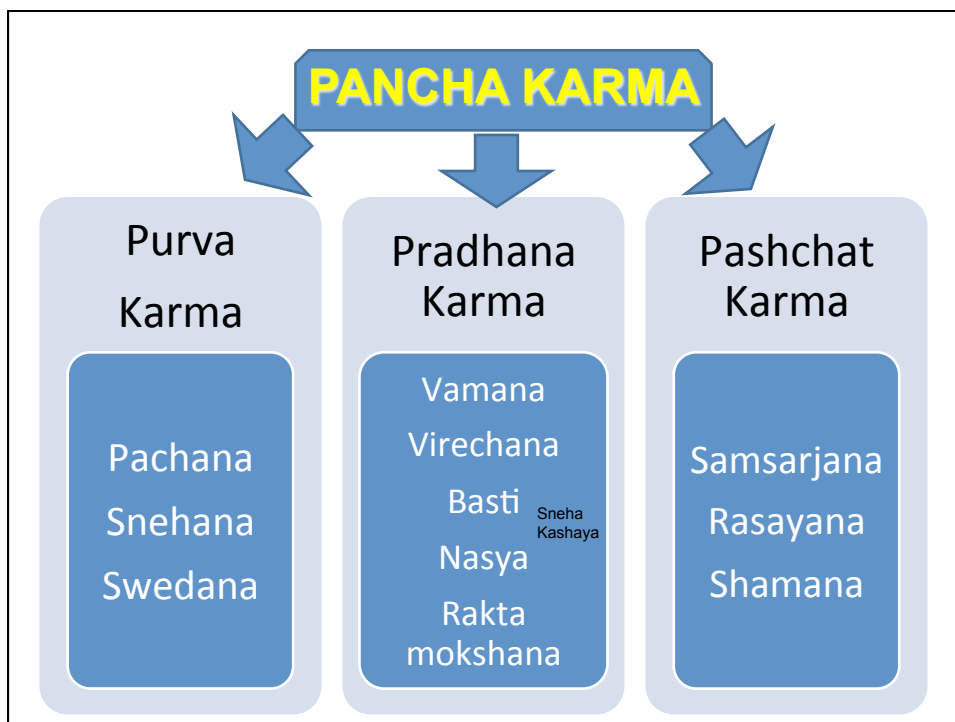 PANCHA KARMA
Purva
Karma
Pachana
Snehana
Swedana
Pradhana
Karma
Vamana
Virechana
Basti
Sneha
Kashaya
Nasya
Rakta
mokshana
Pashchat
Karma
Samsarjana
Rasayana
Shamana